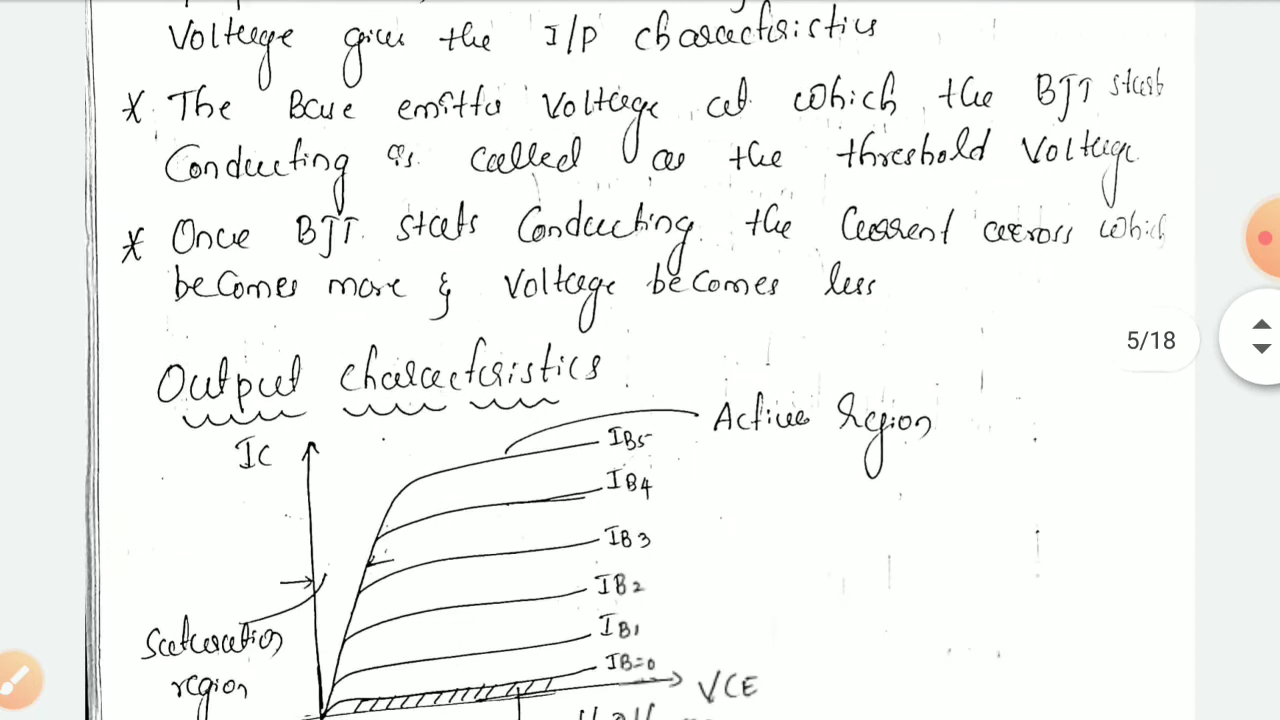 Voltage gives the I/P characteristics
* The Base emitter Voltage at which the BJT start
Conducting is called as the threshold Voltage
* Once BJT starts Conducting the Current across which
becomes more & Voltage becomes less
5/18
Output characteristics
Active Region
IC
IB5
IB4
IB3
IB2
IB1
IB=0
Saturation
region
VCE